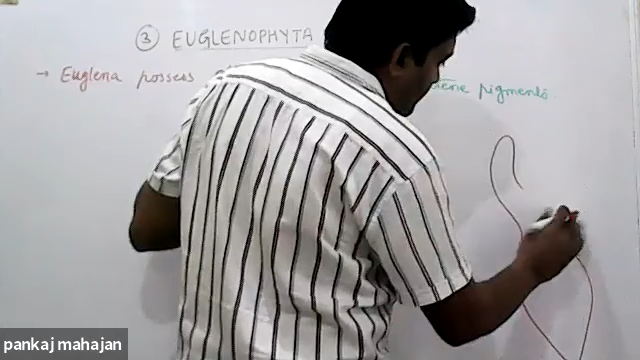 ③ EUGLENOPHYTA
→ Euglena possess pigments.
pankaj mahajan